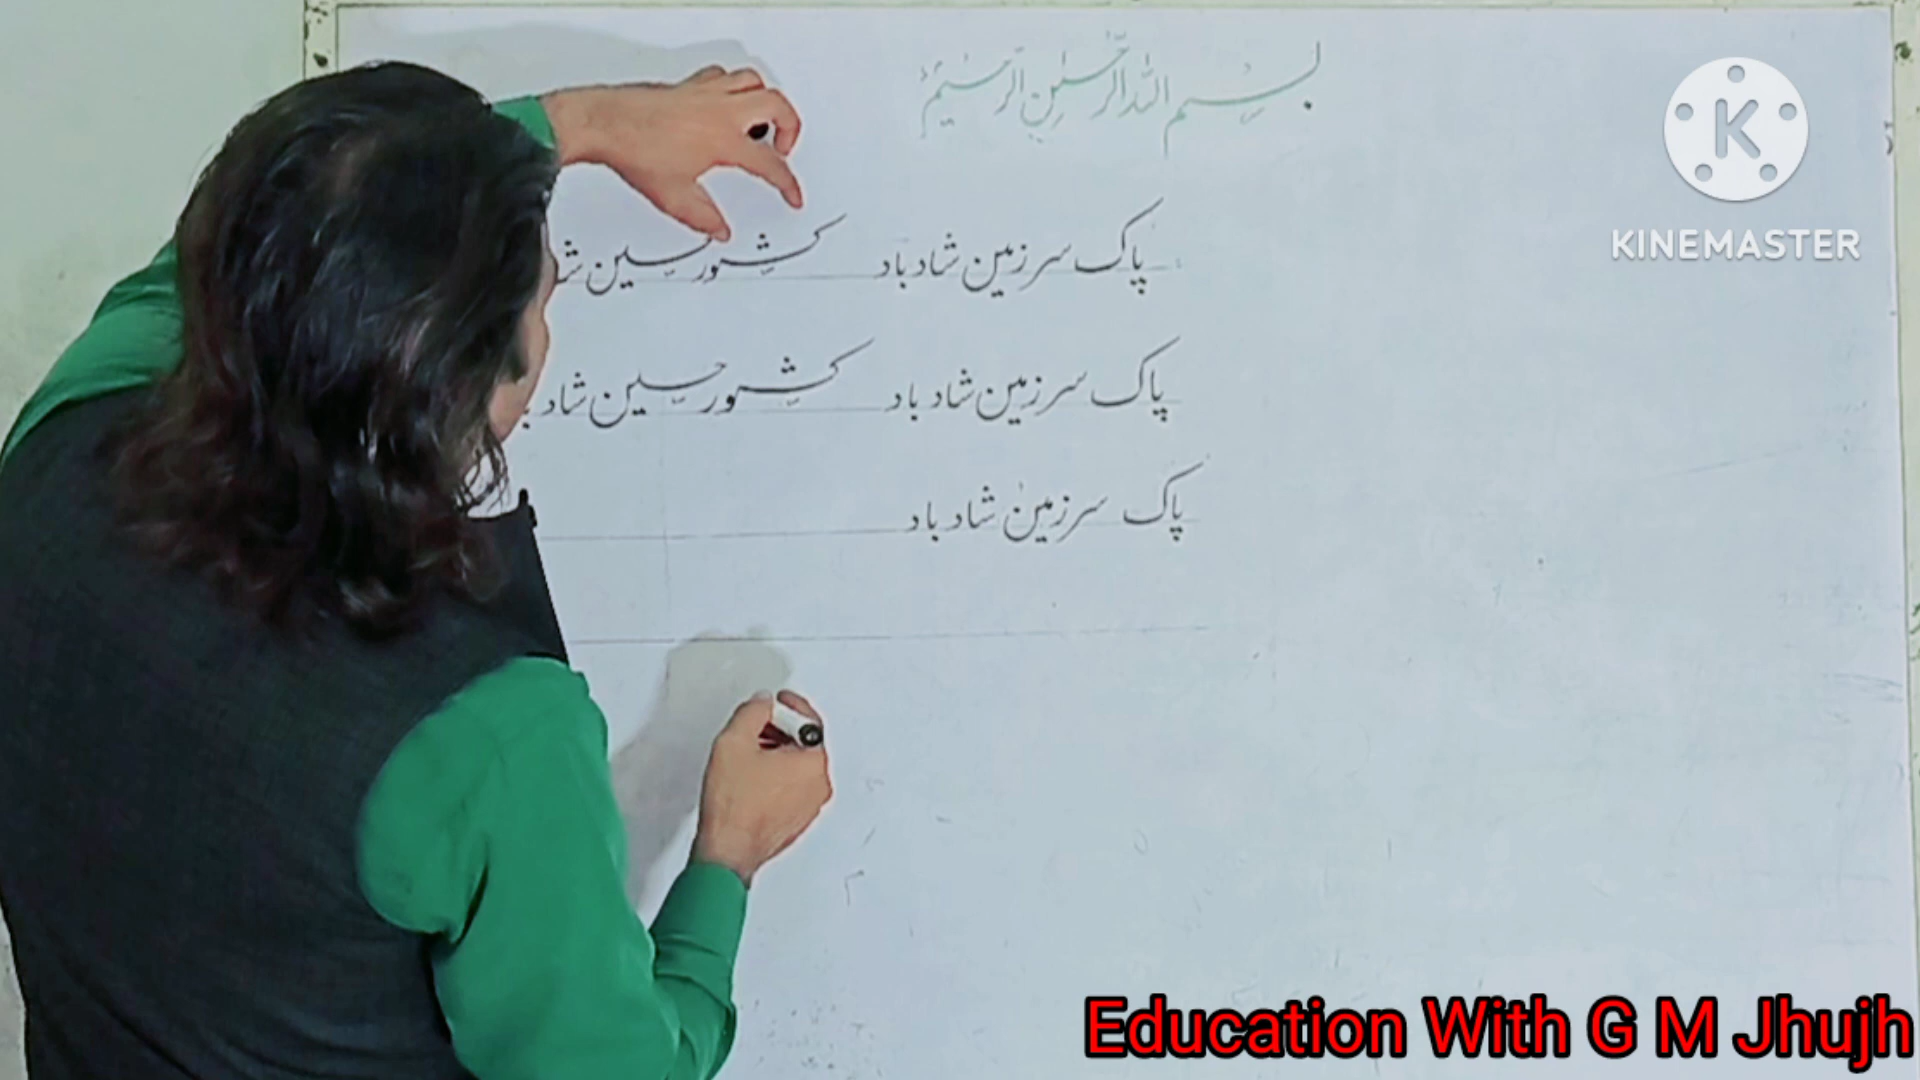 بسم اللہ الرحمٰن الرحیم
پاک سرزمین شاد باد کشور حسین
پاک سرزمین شاد باد کشور حسین شاد
پاک سرزمین شاد باد
KINEMASTER
Education With G M Jhujh